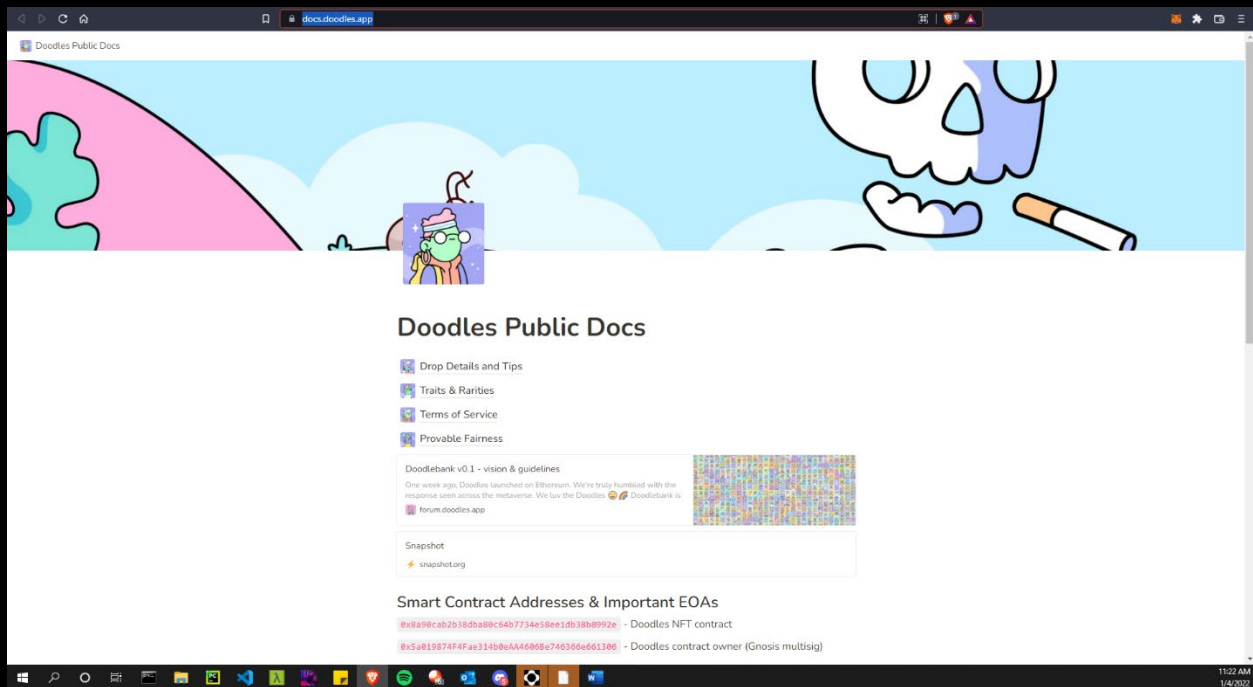 docs.doodles.app
Doodles Public Docs
Doodles Public Docs
Drop Details and Tips
Traits & Rarities
Terms of Service
Provable Fairness
Doodlebank v0.1 - vision & guidelines
One week ago, Doodles launched on Ethereum. We're truly humbled with the
response seen across the metaverse. We luv the Doodles 😄🌈 Doodlebank is
forum.doodles.app
Snapshot
snapshot.org
Smart Contract Addresses & Important EOAs
0x8a90cab2b38dba80c64b7734e58ee1db38b8992e - Doodles NFT contract
0x5a019874F4Fae314b0eAA4606Be746366e661306 - Doodles contract owner (Gnosis multisig)
11:22 AM
1/4/2022